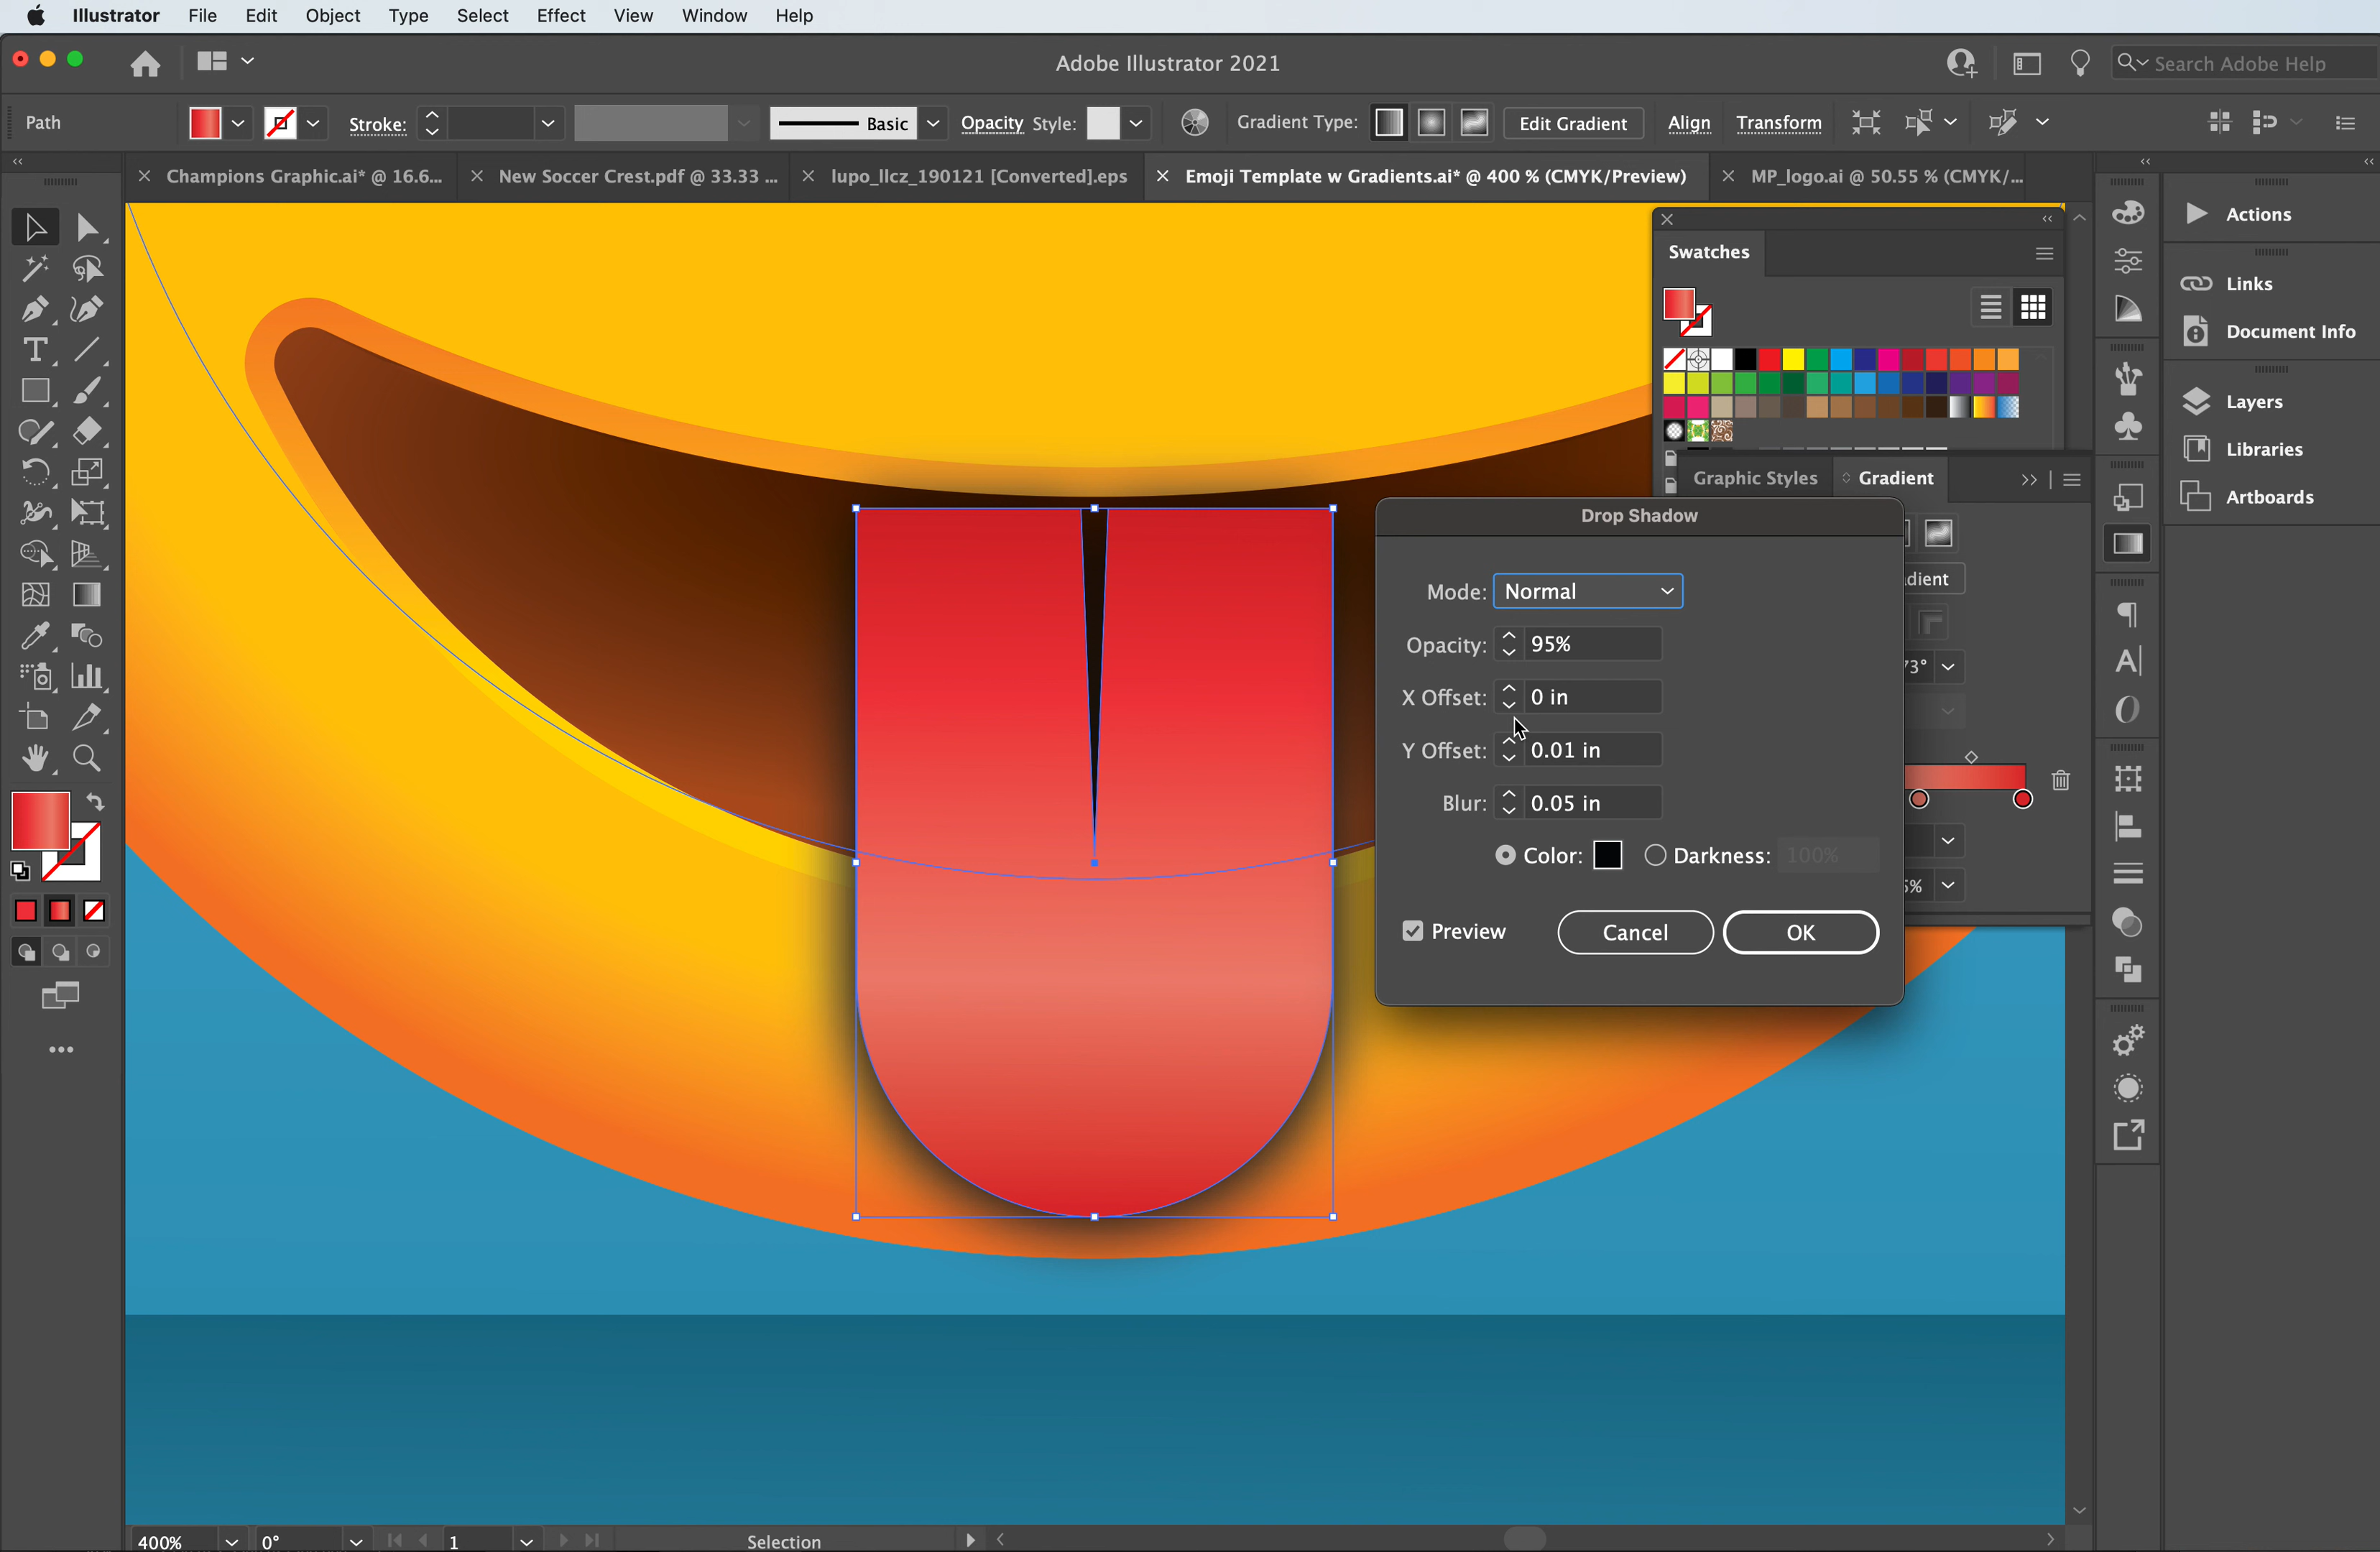 Illustrator File Edit Object Type Select Effect View Window Help
Adobe Illustrator 2021
Search Adobe Help
Path
Stroke:
Basic
Opacity Style:
Gradient Type:
Edit Gradient
Align
Transform
Champions Graphic.ai* @ 16.6...
New Soccer Crest.pdf @ 33.33 ...
lupo_llcz_190121 [Converted].eps
Emoji Template w Gradients.ai* @ 400 % (CMYK/Preview)
MP_logo.ai @ 50.55 % (CMYK/...
Swatches
Actions
Links
Document Info
Layers
Libraries
Artboards
Graphic Styles
Gradient
Drop Shadow
Mode: Normal
Opacity: 95%
X Offset: 0 in
Y Offset: 0.01 in
Blur: 0.05 in
Color:
Darkness: 100%
Preview
Cancel
OK
400%
0°
1
Selection